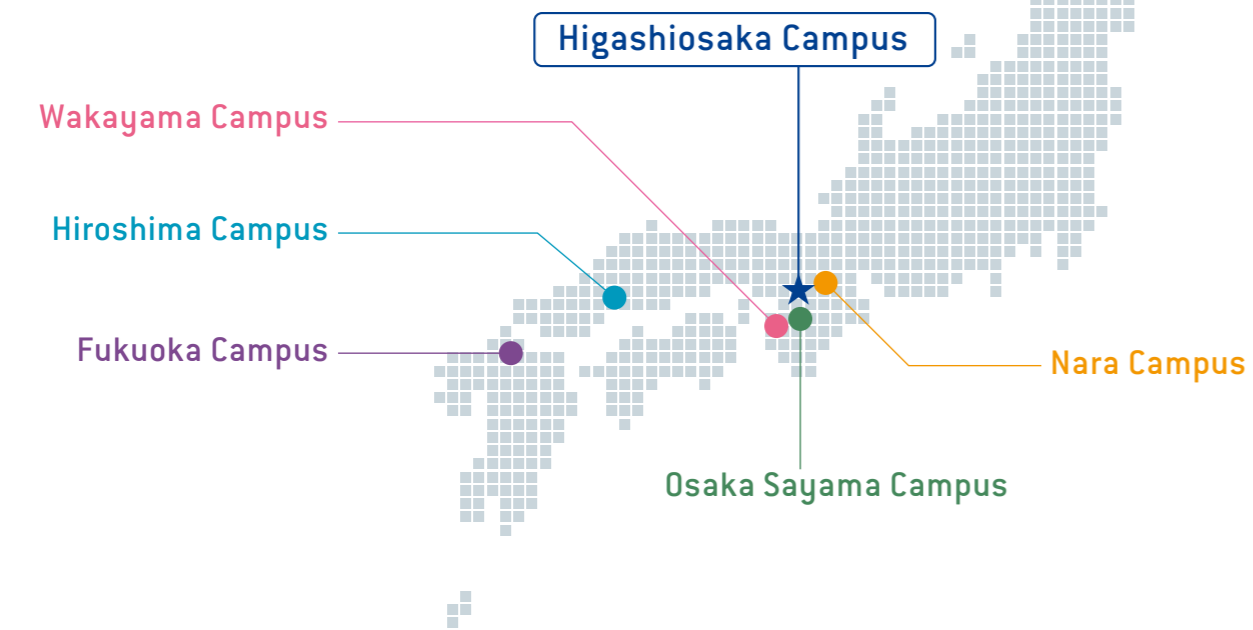 Higashiosaka Campus
Wakayama Campus
Hiroshima Campus
Fukuoka Campus
Nara Campus
Osaka Sayama Campus